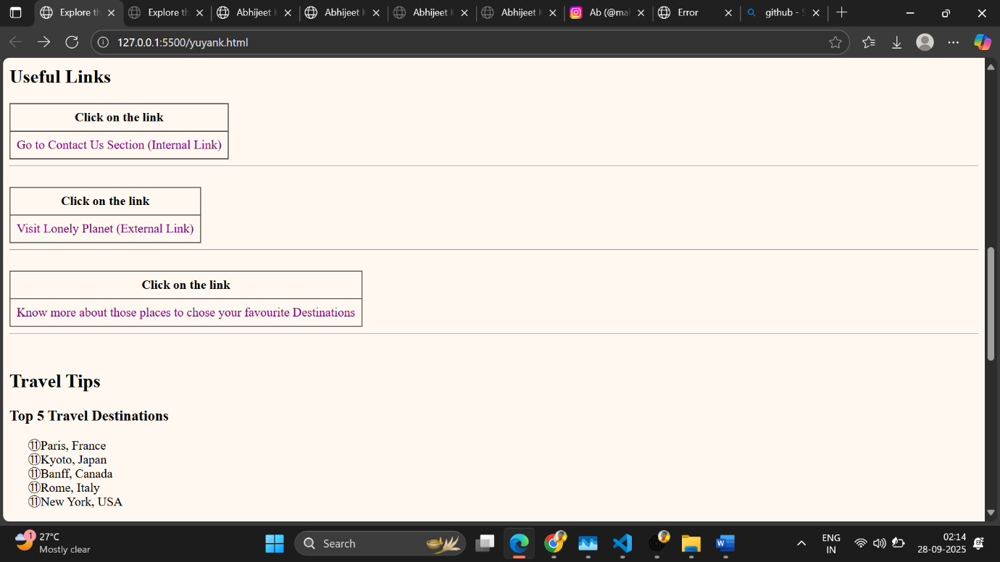 Explore th
Explore th
Abhijeet K
Abhijeet K
Abhijeet K
Abhijeet K
Ab (@mal
Error
github - S
127.0.0.1:5500/yuyank.html
Useful Links
Click on the link
Go to Contact Us Section (Internal Link)
Click on the link
Visit Lonely Planet (External Link)
Click on the link
Know more about those places to chose your favourite Destinations
Travel Tips
Top 5 Travel Destinations
⑪Paris, France
⑪Kyoto, Japan
⑪Banff, Canada
⑪Rome, Italy
⑪New York, USA
1
27°C
Mostly clear
Search
ENG
IN
02:14
28-09-2025